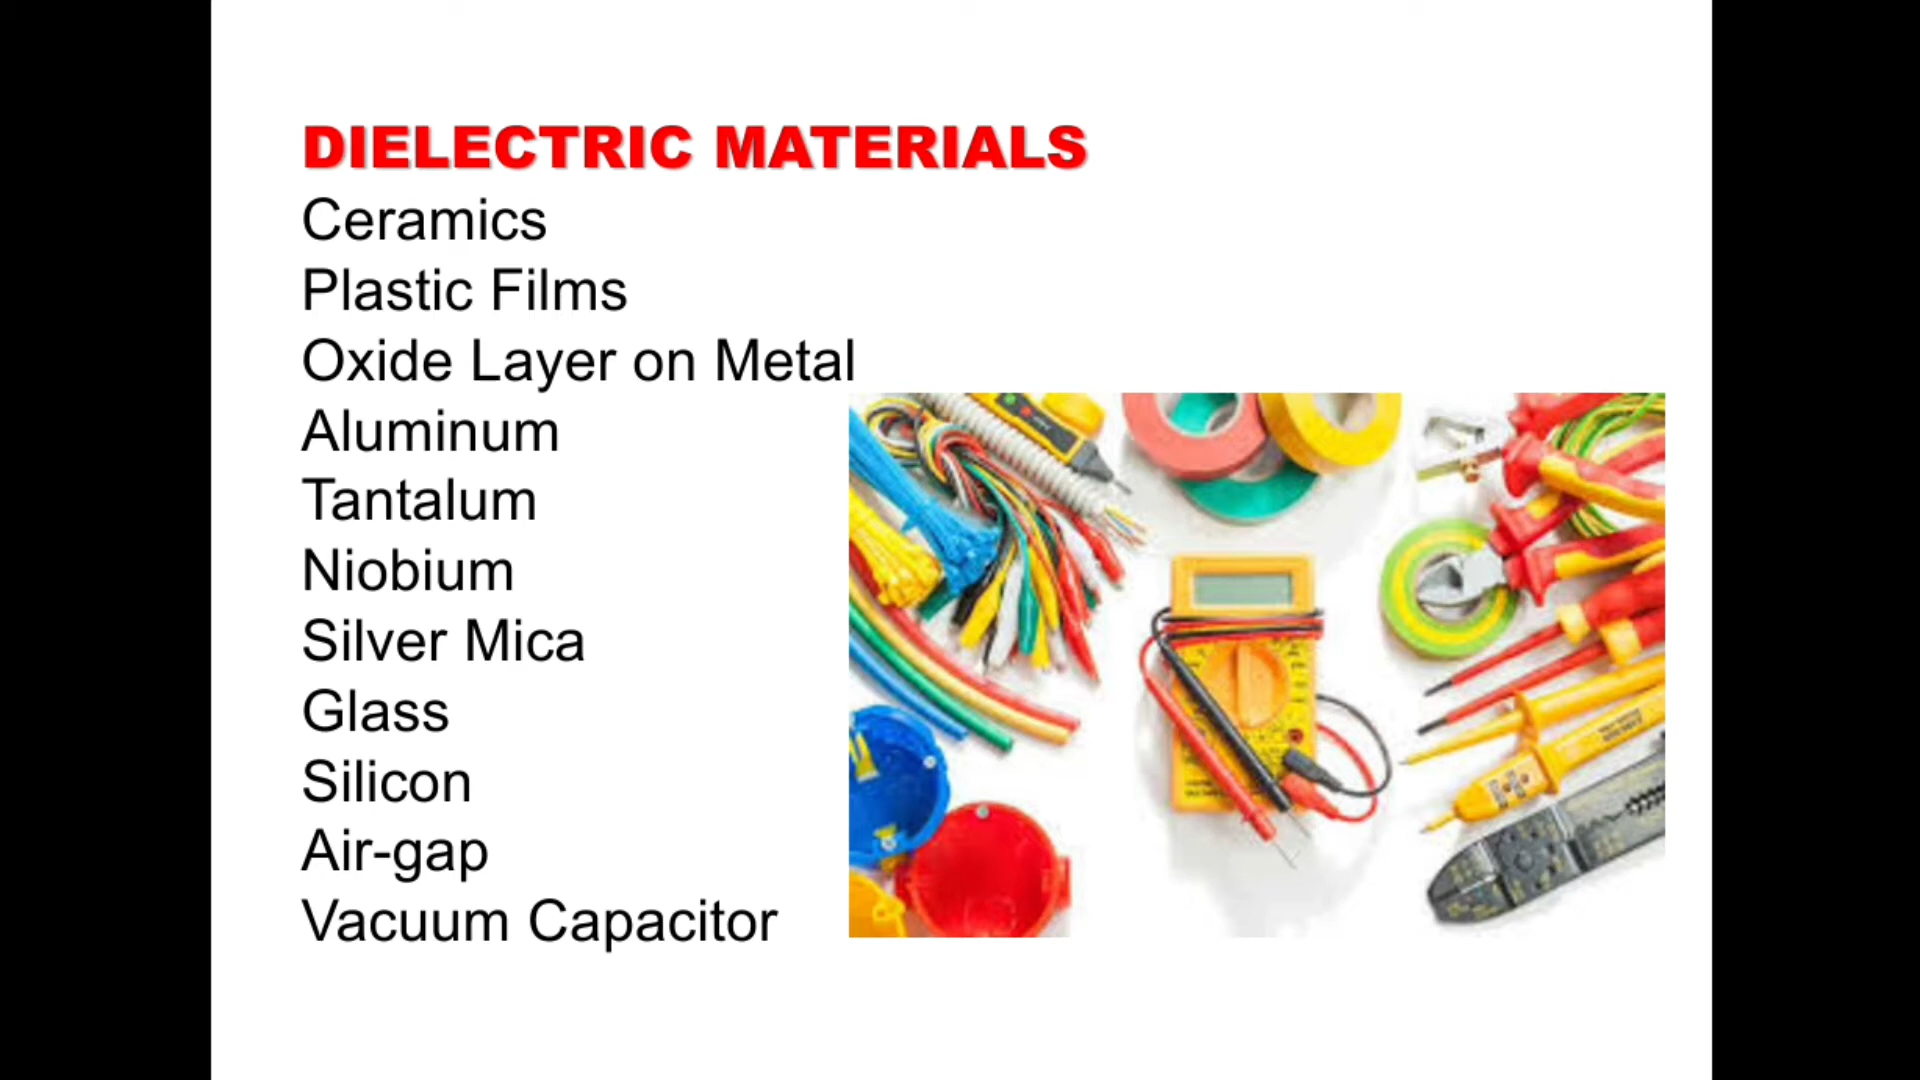 DIELECTRIC MATERIALS
Ceramics
Plastic Films
Oxide Layer on Metal
Aluminum
Tantalum
Niobium
Silver Mica
Glass
Silicon
Air-gap
Vacuum Capacitor